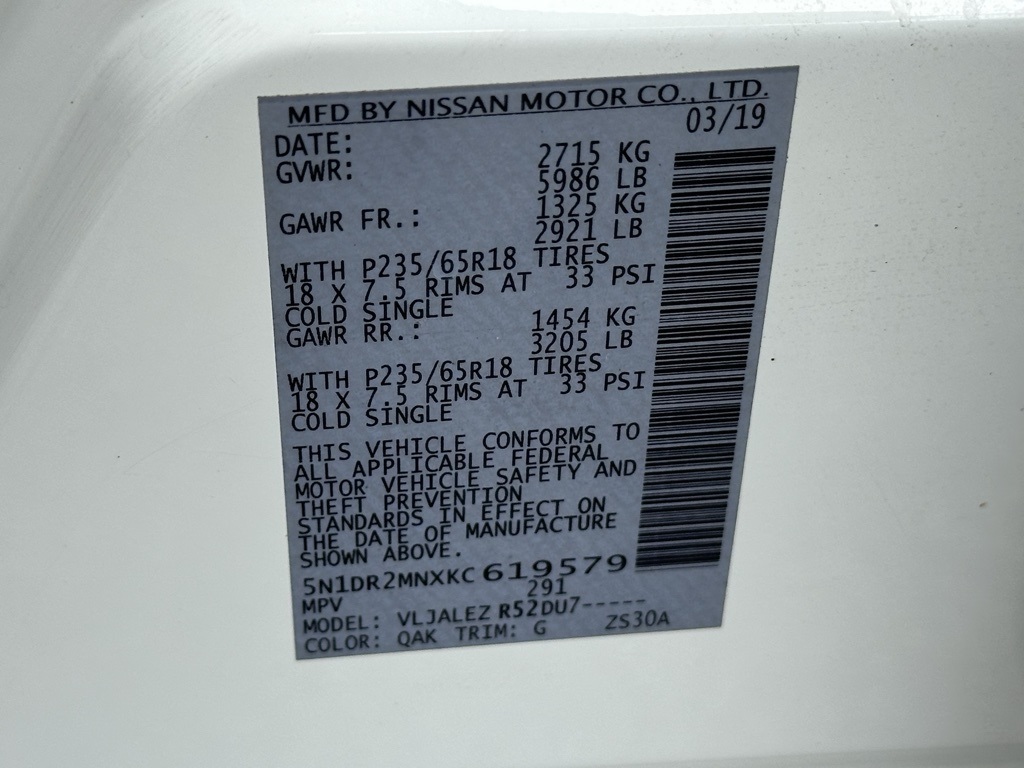 MFD BY NISSAN MOTOR CO., LTD.
DATE: 03/19
GVWR: 2715 KG
5986 LB
GAWR FR.: 1325 KG
2921 LB
WITH P235/65R18 TIRES
18 X 7.5 RIMS AT 33 PSI
COLD SINGLE
GAWR RR.: 1454 KG
3205 LB
WITH P235/65R18 TIRES
18 X 7.5 RIMS AT 33 PSI
COLD SINGLE
THIS VEHICLE CONFORMS TO
ALL APPLICABLE FEDERAL
MOTOR VEHICLE SAFETY AND
THEFT PREVENTION
STANDARDS IN EFFECT ON
THE DATE OF MANUFACTURE
SHOWN ABOVE.
5N1DR2MNXKC619579
MPV 291
MODEL: VLJALEZ R52DU7-----
COLOR: QAK TRIM: G ZS30A